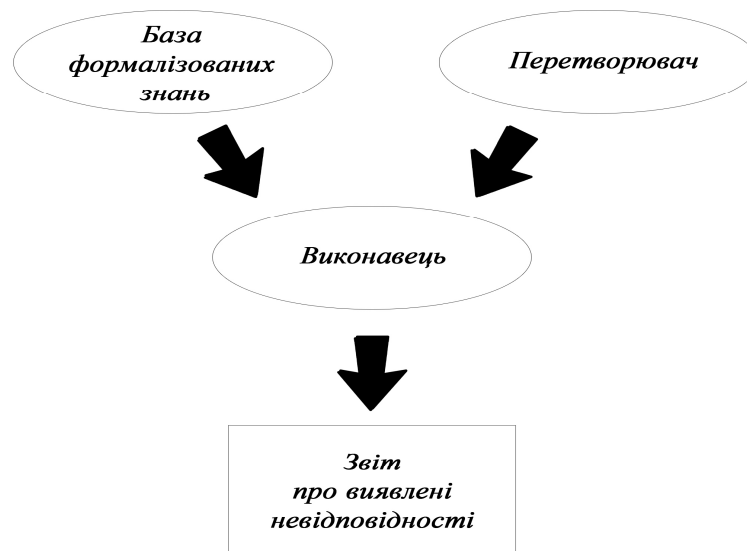 База
формалізованих
знань
Перетворювач
Виконавець
Звіт
про виявлені
невідповідності